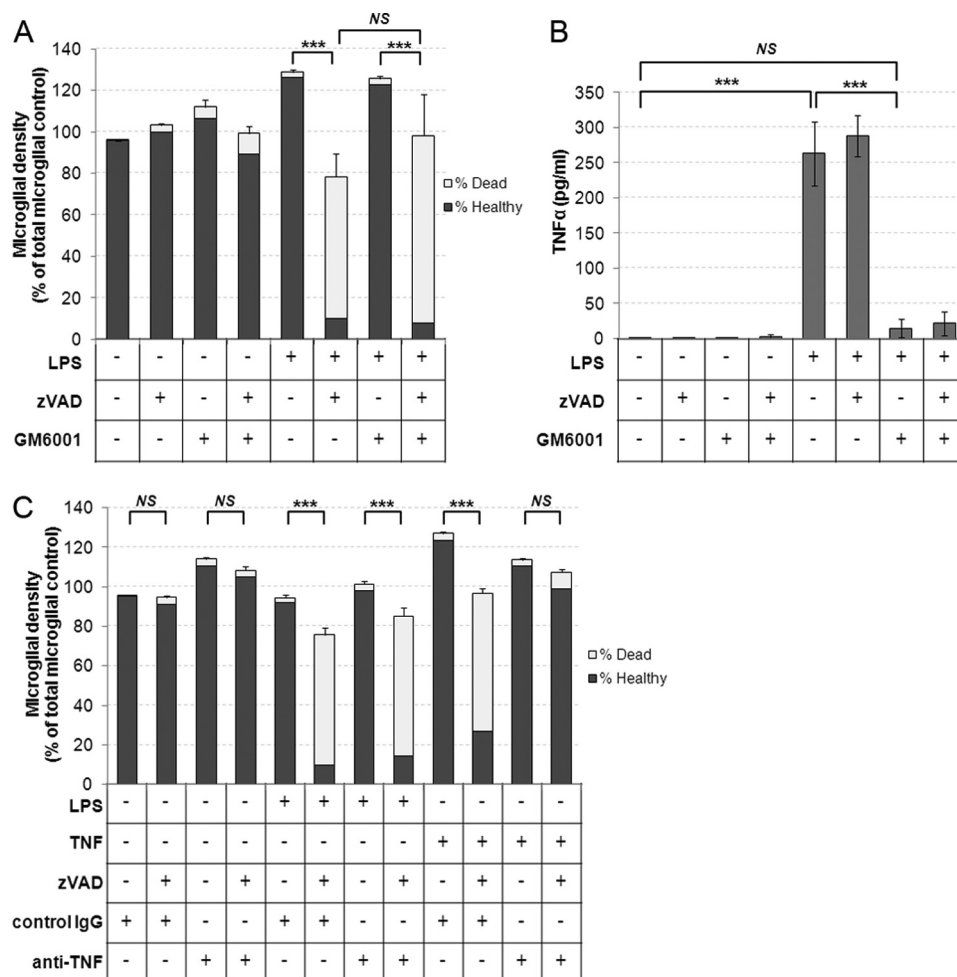 A
NS
*** ***
Microglial density
(% of total microglial control)
140
120
100
80
60
40
20
0
% Dead
% Healthy
LPS - - - - + + + +
zVAD - + - + - + - +
GM6001 - - + + - - + +
B
NS
*** ***
TNFα (pg/ml)
350
300
250
200
150
100
50
0
LPS - - - - + + + +
zVAD - + - + - + - +
GM6001 - - + + - - + +
C
NS NS *** *** *** NS
Microglial density
(% of total microglial control)
140
120
100
80
60
40
20
0
% Dead
% Healthy
LPS - - - - + + + + - - - -
TNF - - - - - - - - + + + +
zVAD - + - + - + - + - + - +
control IgG + + - - + + - - + + - -
anti-TNF - - + + - - + + - - + +